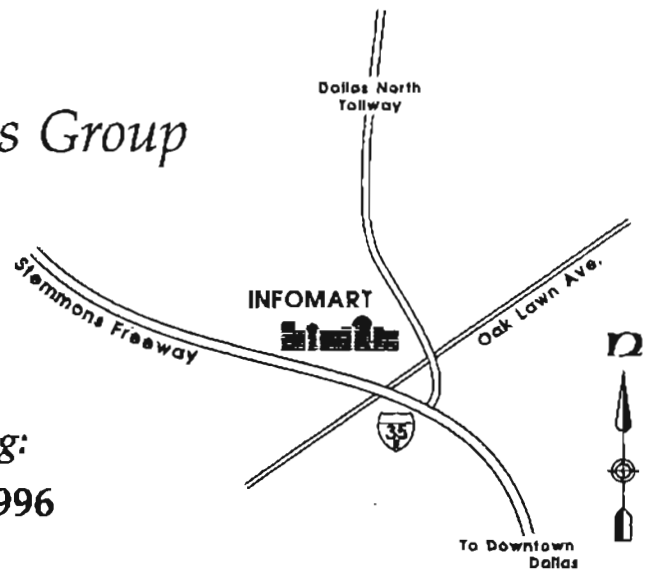 Dallas North
Tollway
s Group
INFOMART
Stemmons Freeway
Oak Lawn Ave.
n
35
g:
996
To Downtown
Dallas